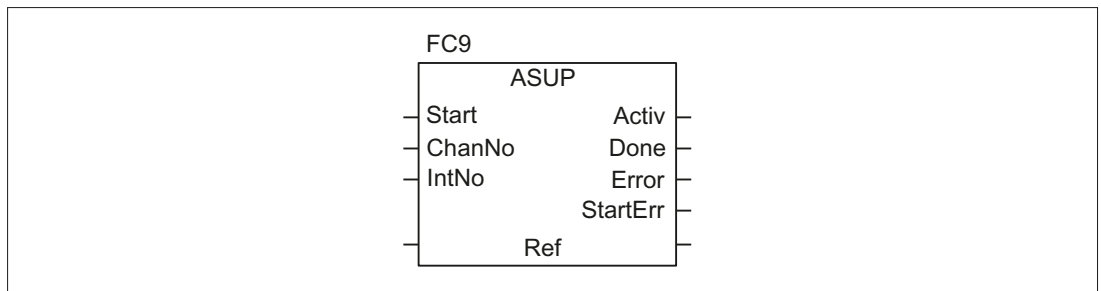 FC9
ASUP
Start Activ
ChanNo Done
IntNo Error
StartErr
Ref